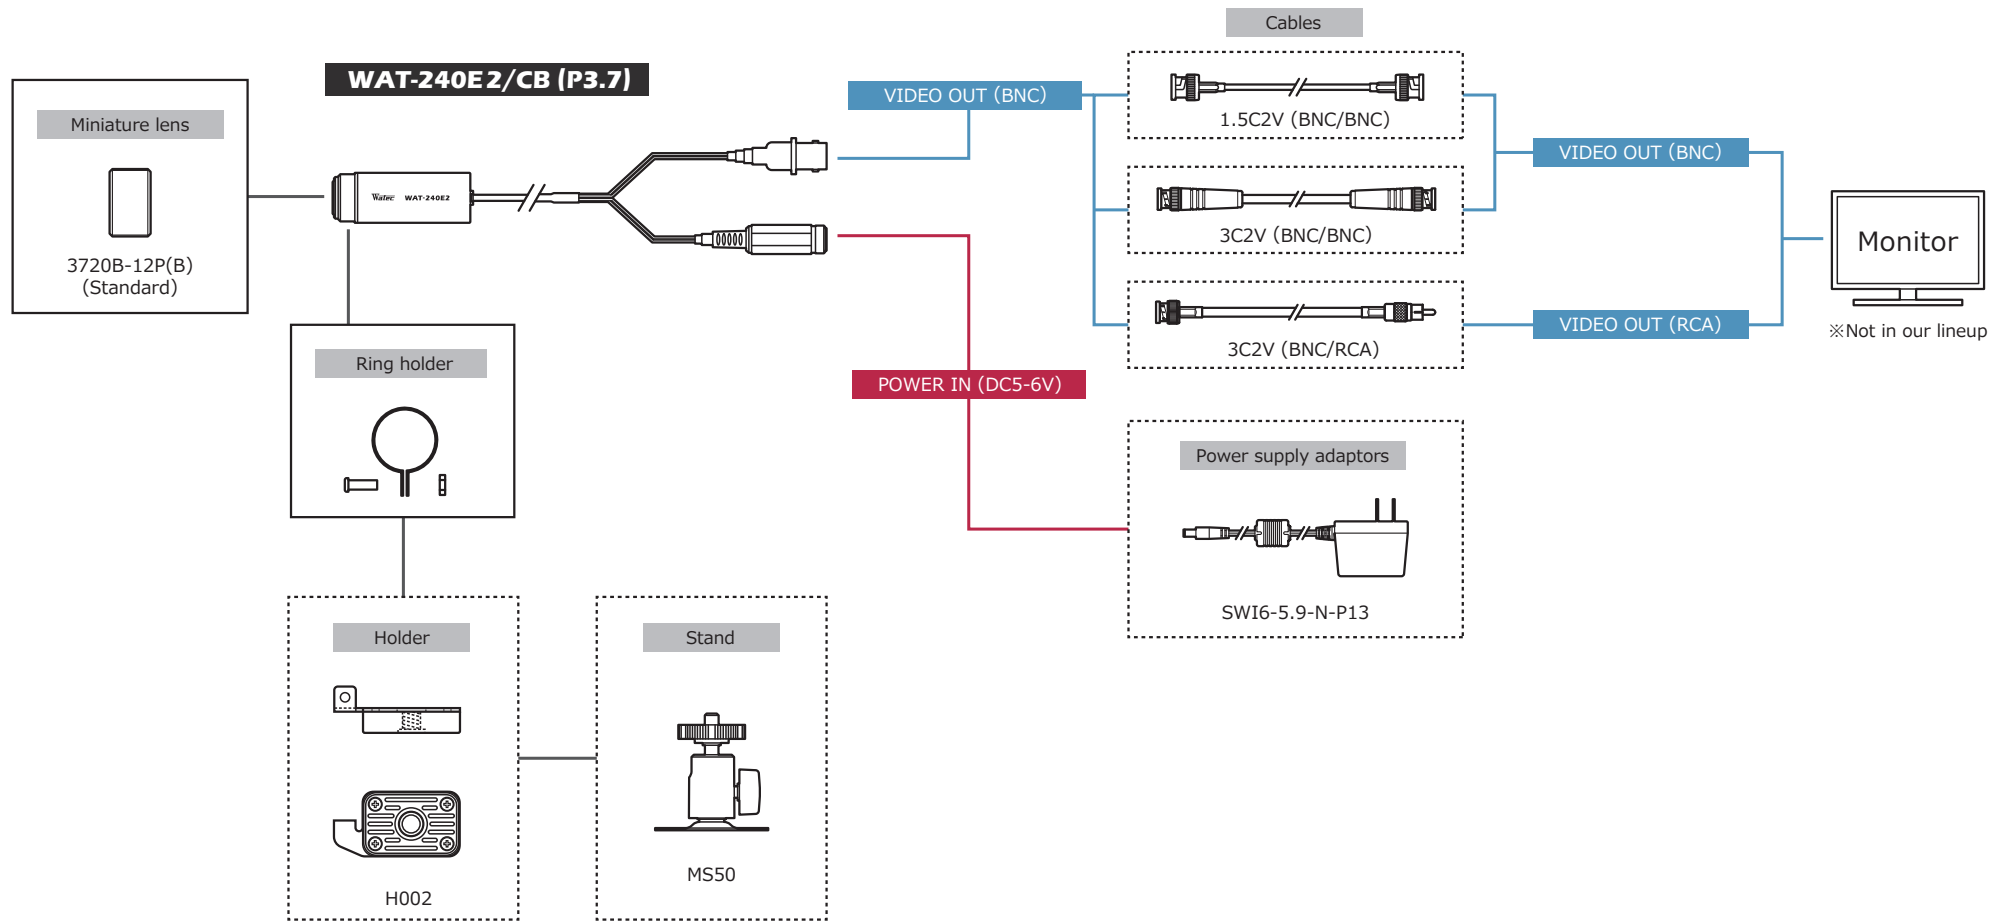 Cables
WAT-240E2/CB (P3.7)
VIDEO OUT (BNC)
Miniature lens
1.5C2V (BNC/BNC)
VIDEO OUT (BNC)
Watec WAT-240E2
3C2V (BNC/BNC)
Monitor
3720B-12P(B)
(Standard)
VIDEO OUT (RCA)
※Not in our lineup
3C2V (BNC/RCA)
Ring holder
POWER IN (DC5-6V)
Power supply adaptors
SWI6-5.9-N-P13
Holder
Stand
MS50
H002